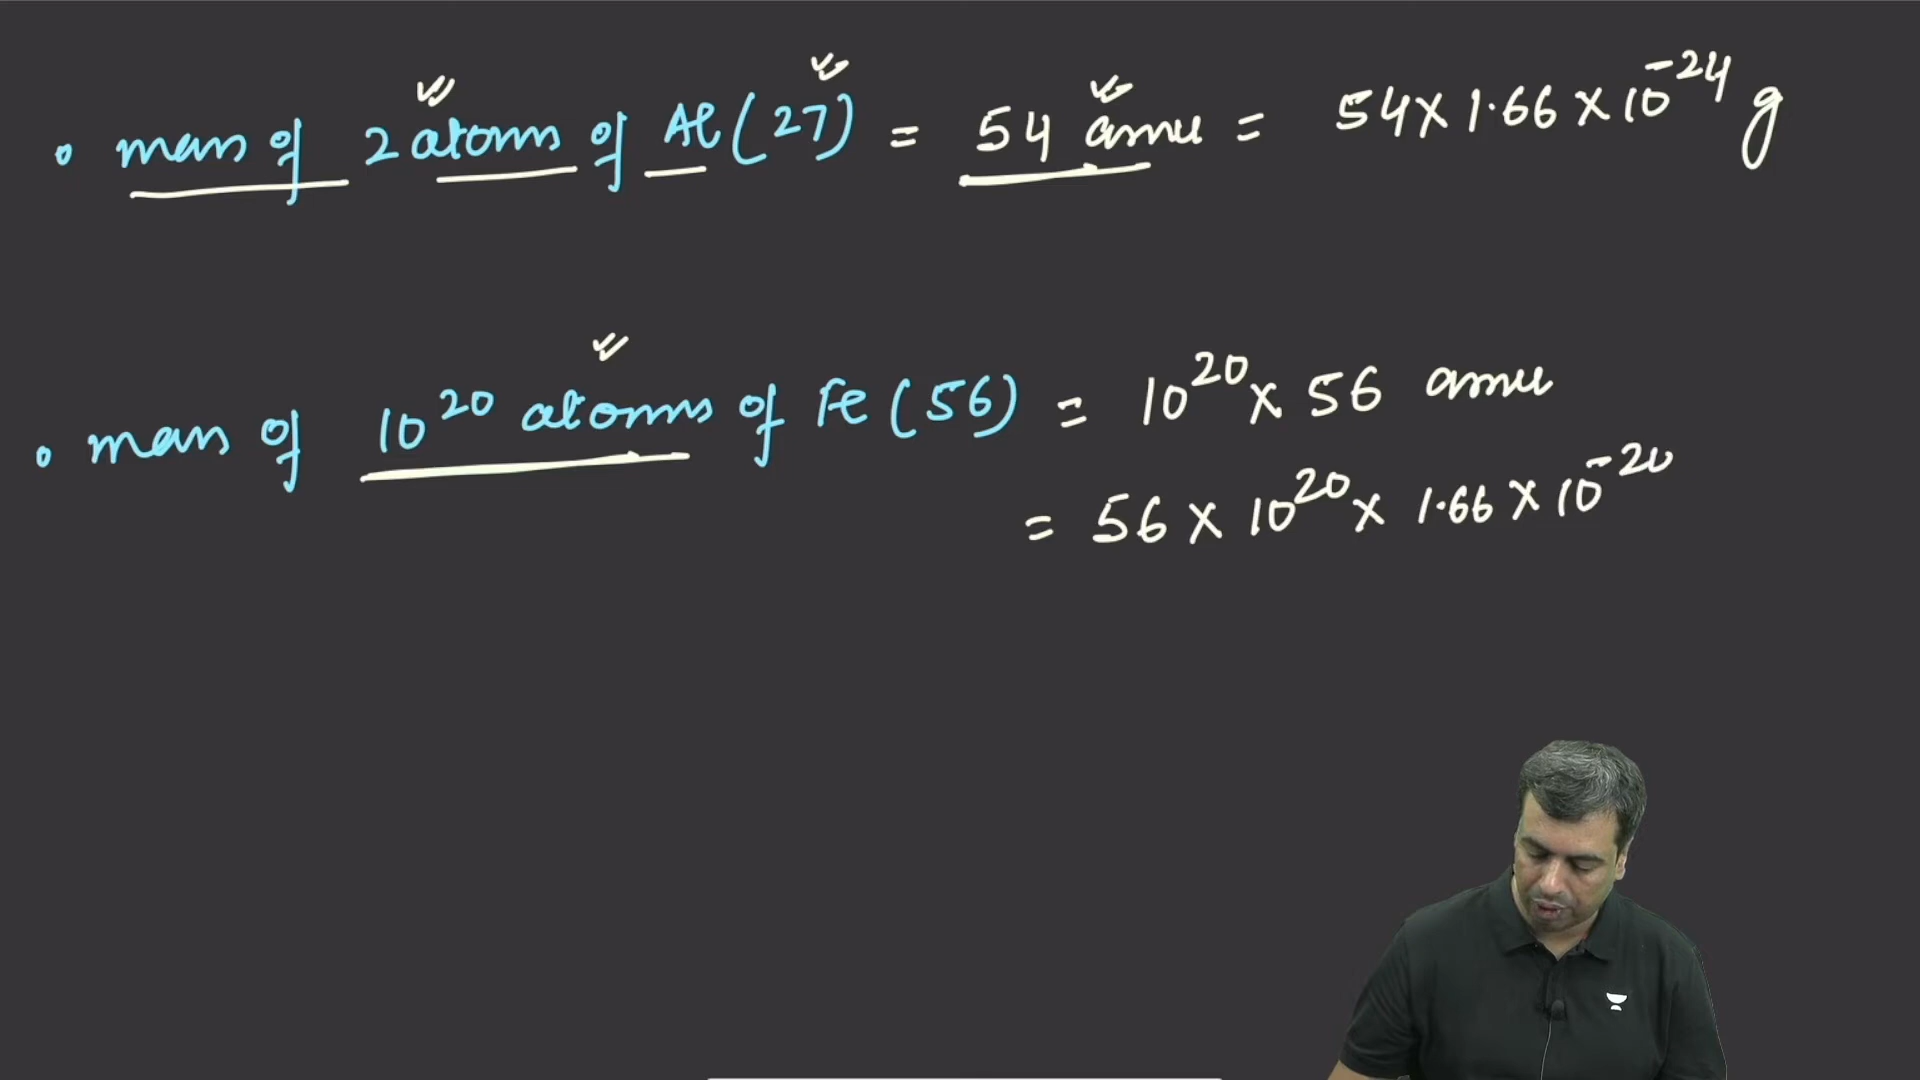 • mass of 2 atoms of Al (27) = 54 amu = 54 × 1.66 × 10⁻²⁴ g
• mass of 10²⁰ atoms of Fe (56) = 10²⁰ × 56 amu
= 56 × 10²⁰ × 1.66 × 10⁻²⁰